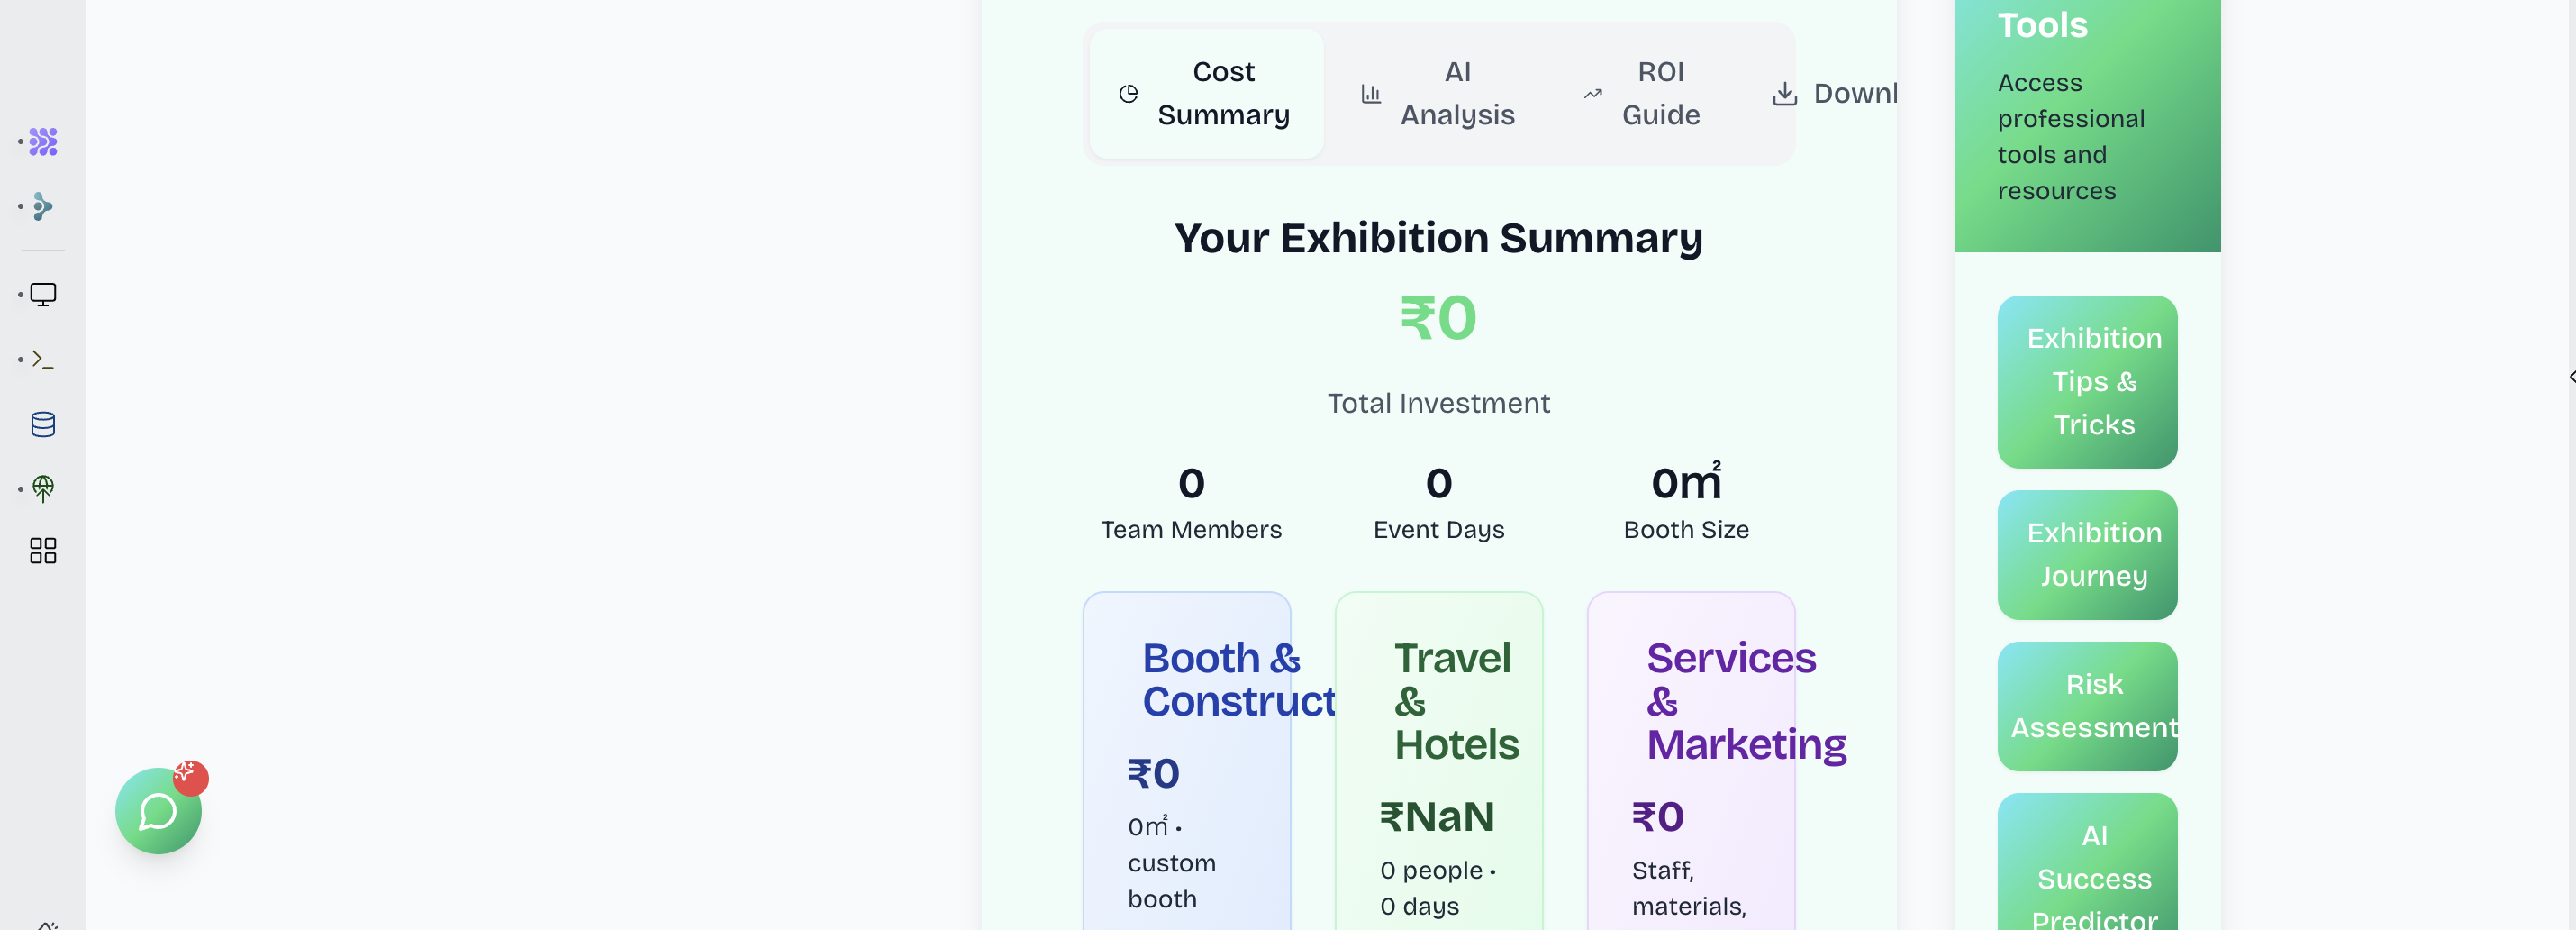 Cost
Summary
AI
Analysis
ROI
Guide
Downl
Your Exhibition Summary
₹0
Total Investment
0
Team Members
0
Event Days
0㎡
Booth Size
Booth &
Construct
₹0
0㎡ •
custom
booth
Travel
&
Hotels
₹NaN
0 people •
0 days
Services
&
Marketing
₹0
Staff,
materials,
Tools
Access
professional
tools and
resources
Exhibition
Tips &
Tricks
Exhibition
Journey
Risk
Assessment
AI
Success
Predictor